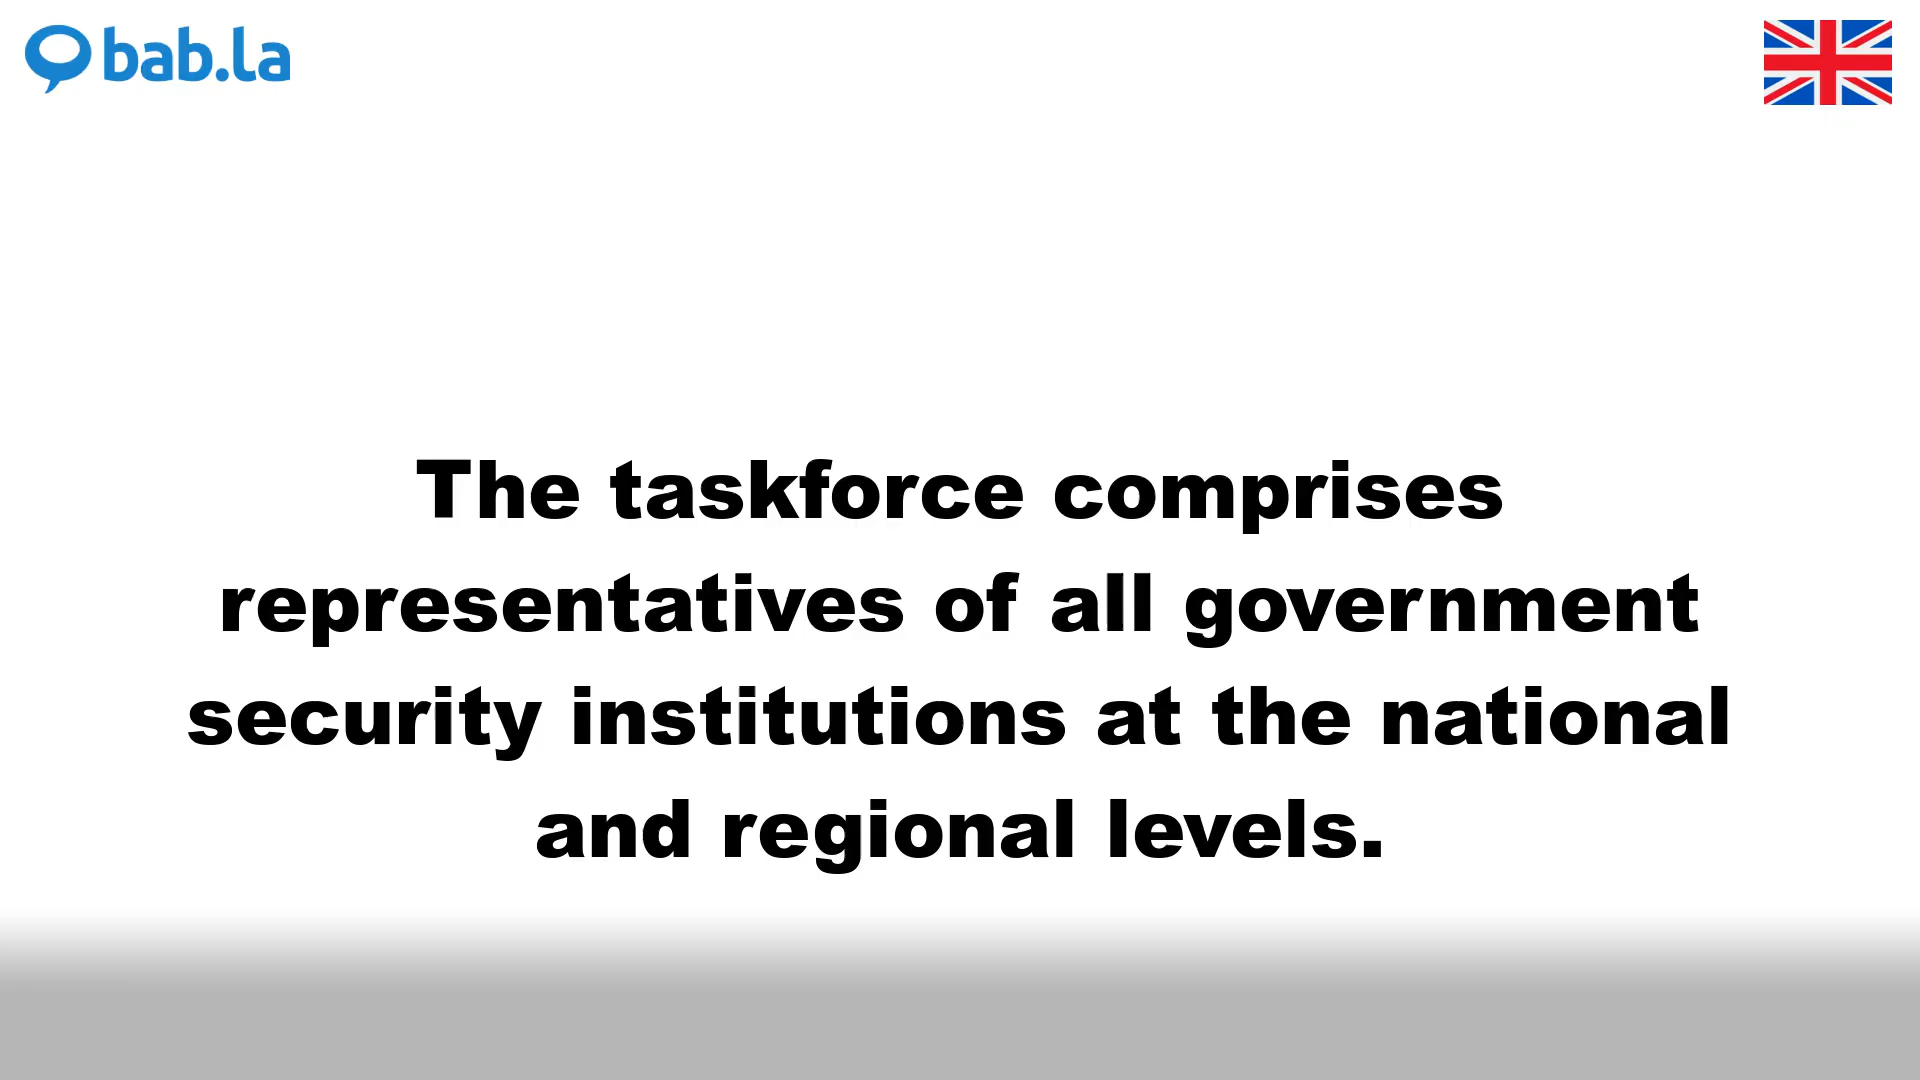 bab.la
The taskforce comprises
representatives of all government
security institutions at the national
and regional levels.